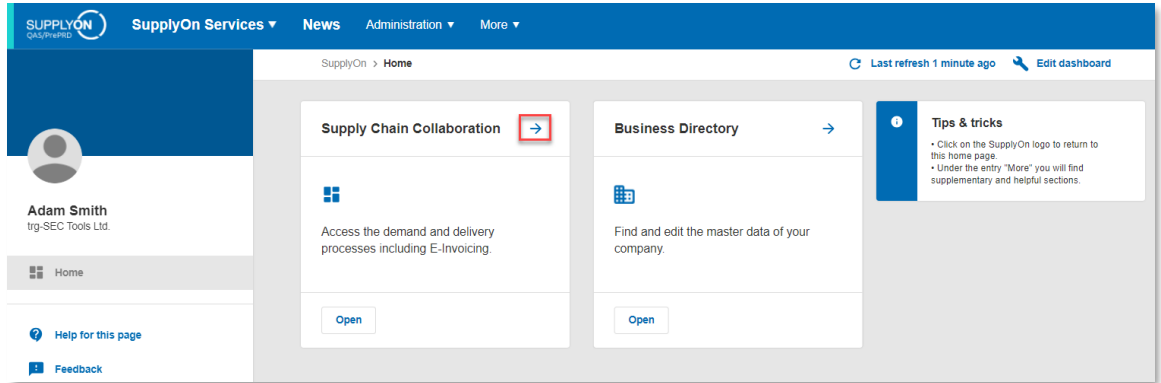 SUPPLYON
QAS/PrePRD
SupplyOn Services ▾ News Administration ▾ More ▾
SupplyOn > Home
Last refresh 1 minute ago Edit dashboard
Adam Smith
trg-SEC Tools Ltd.
Home
Help for this page
Feedback
Supply Chain Collaboration →
Access the demand and delivery
processes including E-Invoicing.
Open
Business Directory →
Find and edit the master data of your
company.
Open
Tips & tricks
• Click on the SupplyOn logo to return to
this home page.
• Under the entry "More" you will find
supplementary and helpful sections.